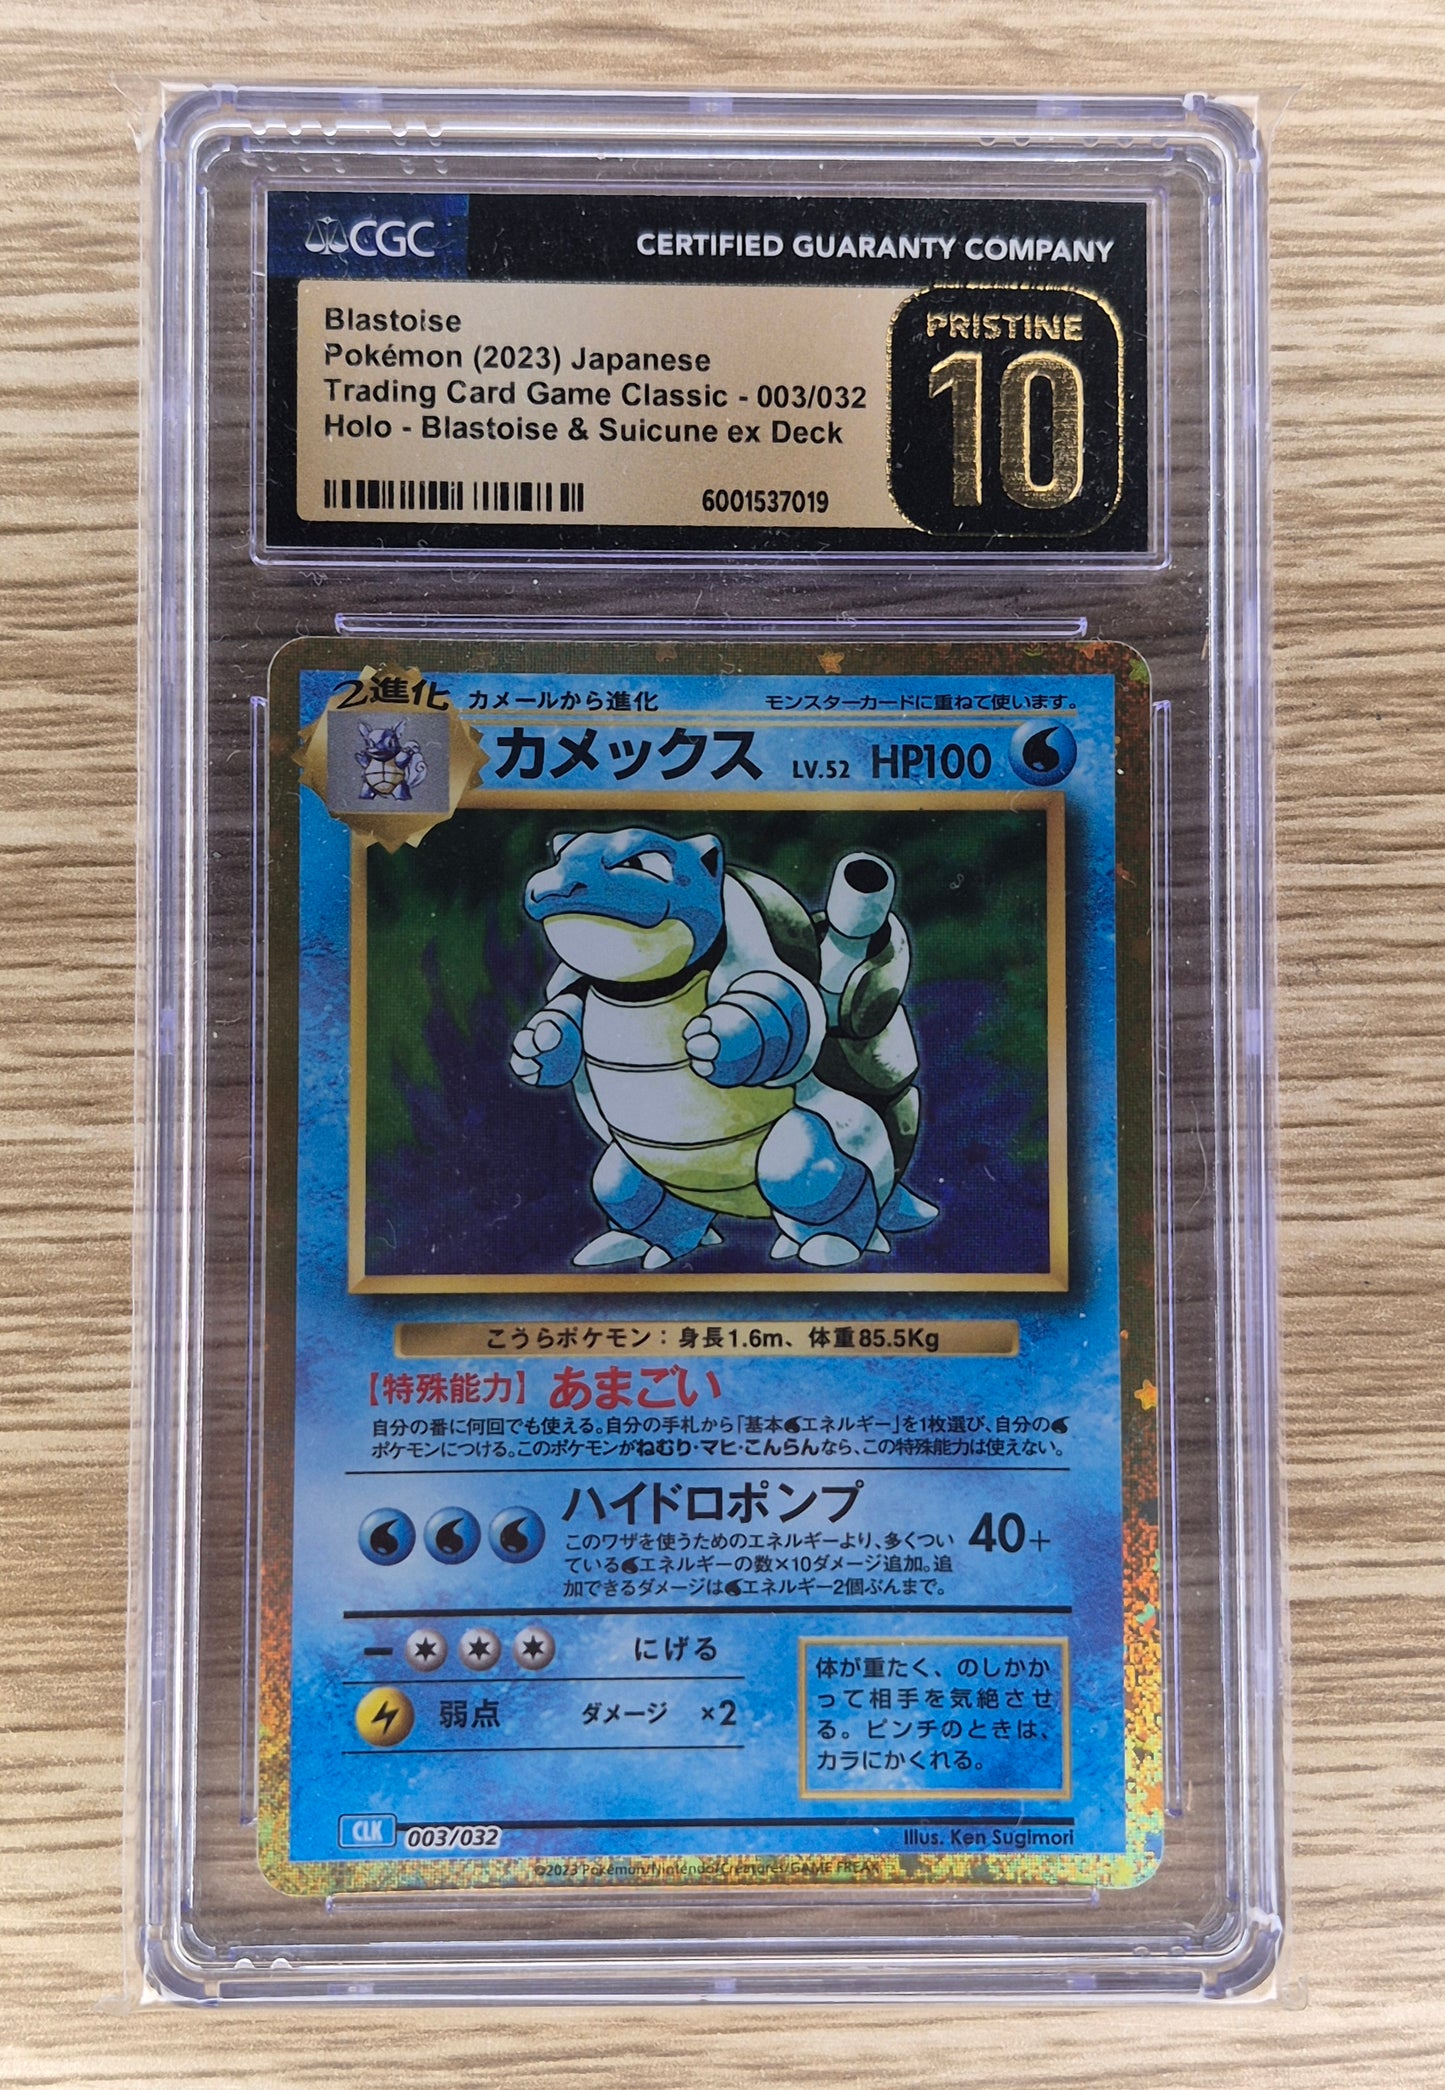 CGC
CERTIFIED GUARANTY COMPANY
Blastoise
Pokémon (2023) Japanese
Trading Card Game Classic - 003/032
Holo - Blastoise & Suicune ex Deck
6001537019
PRISTINE
10
2進化 カメールから進化 モンスターカードに重ねて使います。
カメックス LV.52 HP100
こうらポケモン：身長1.6m、体重85.5Kg
【特殊能力】あまごい
自分の番に何回でも使える。自分の手札から「基本エネルギー」を1枚選び、自分の
ポケモンにつける。このポケモンがねむり・マヒ・こんらんなら、この特殊能力は使えない。
ハイドロポンプ
このワザを使うためのエネルギーより、多くつい
ているエネルギーの数×10ダメージ追加。追
加できるダメージはエネルギー2個ぶんまで。
40+
にげる
弱点 ダメージ ×2
体が重たく、のしかか
って相手を気絶させ
る。ピンチのときは、
カラにかくれる。
CLK 003/032
Illus. Ken Sugimori
©2023 Pokémon/Nintendo/Creatures/GAME FREAK